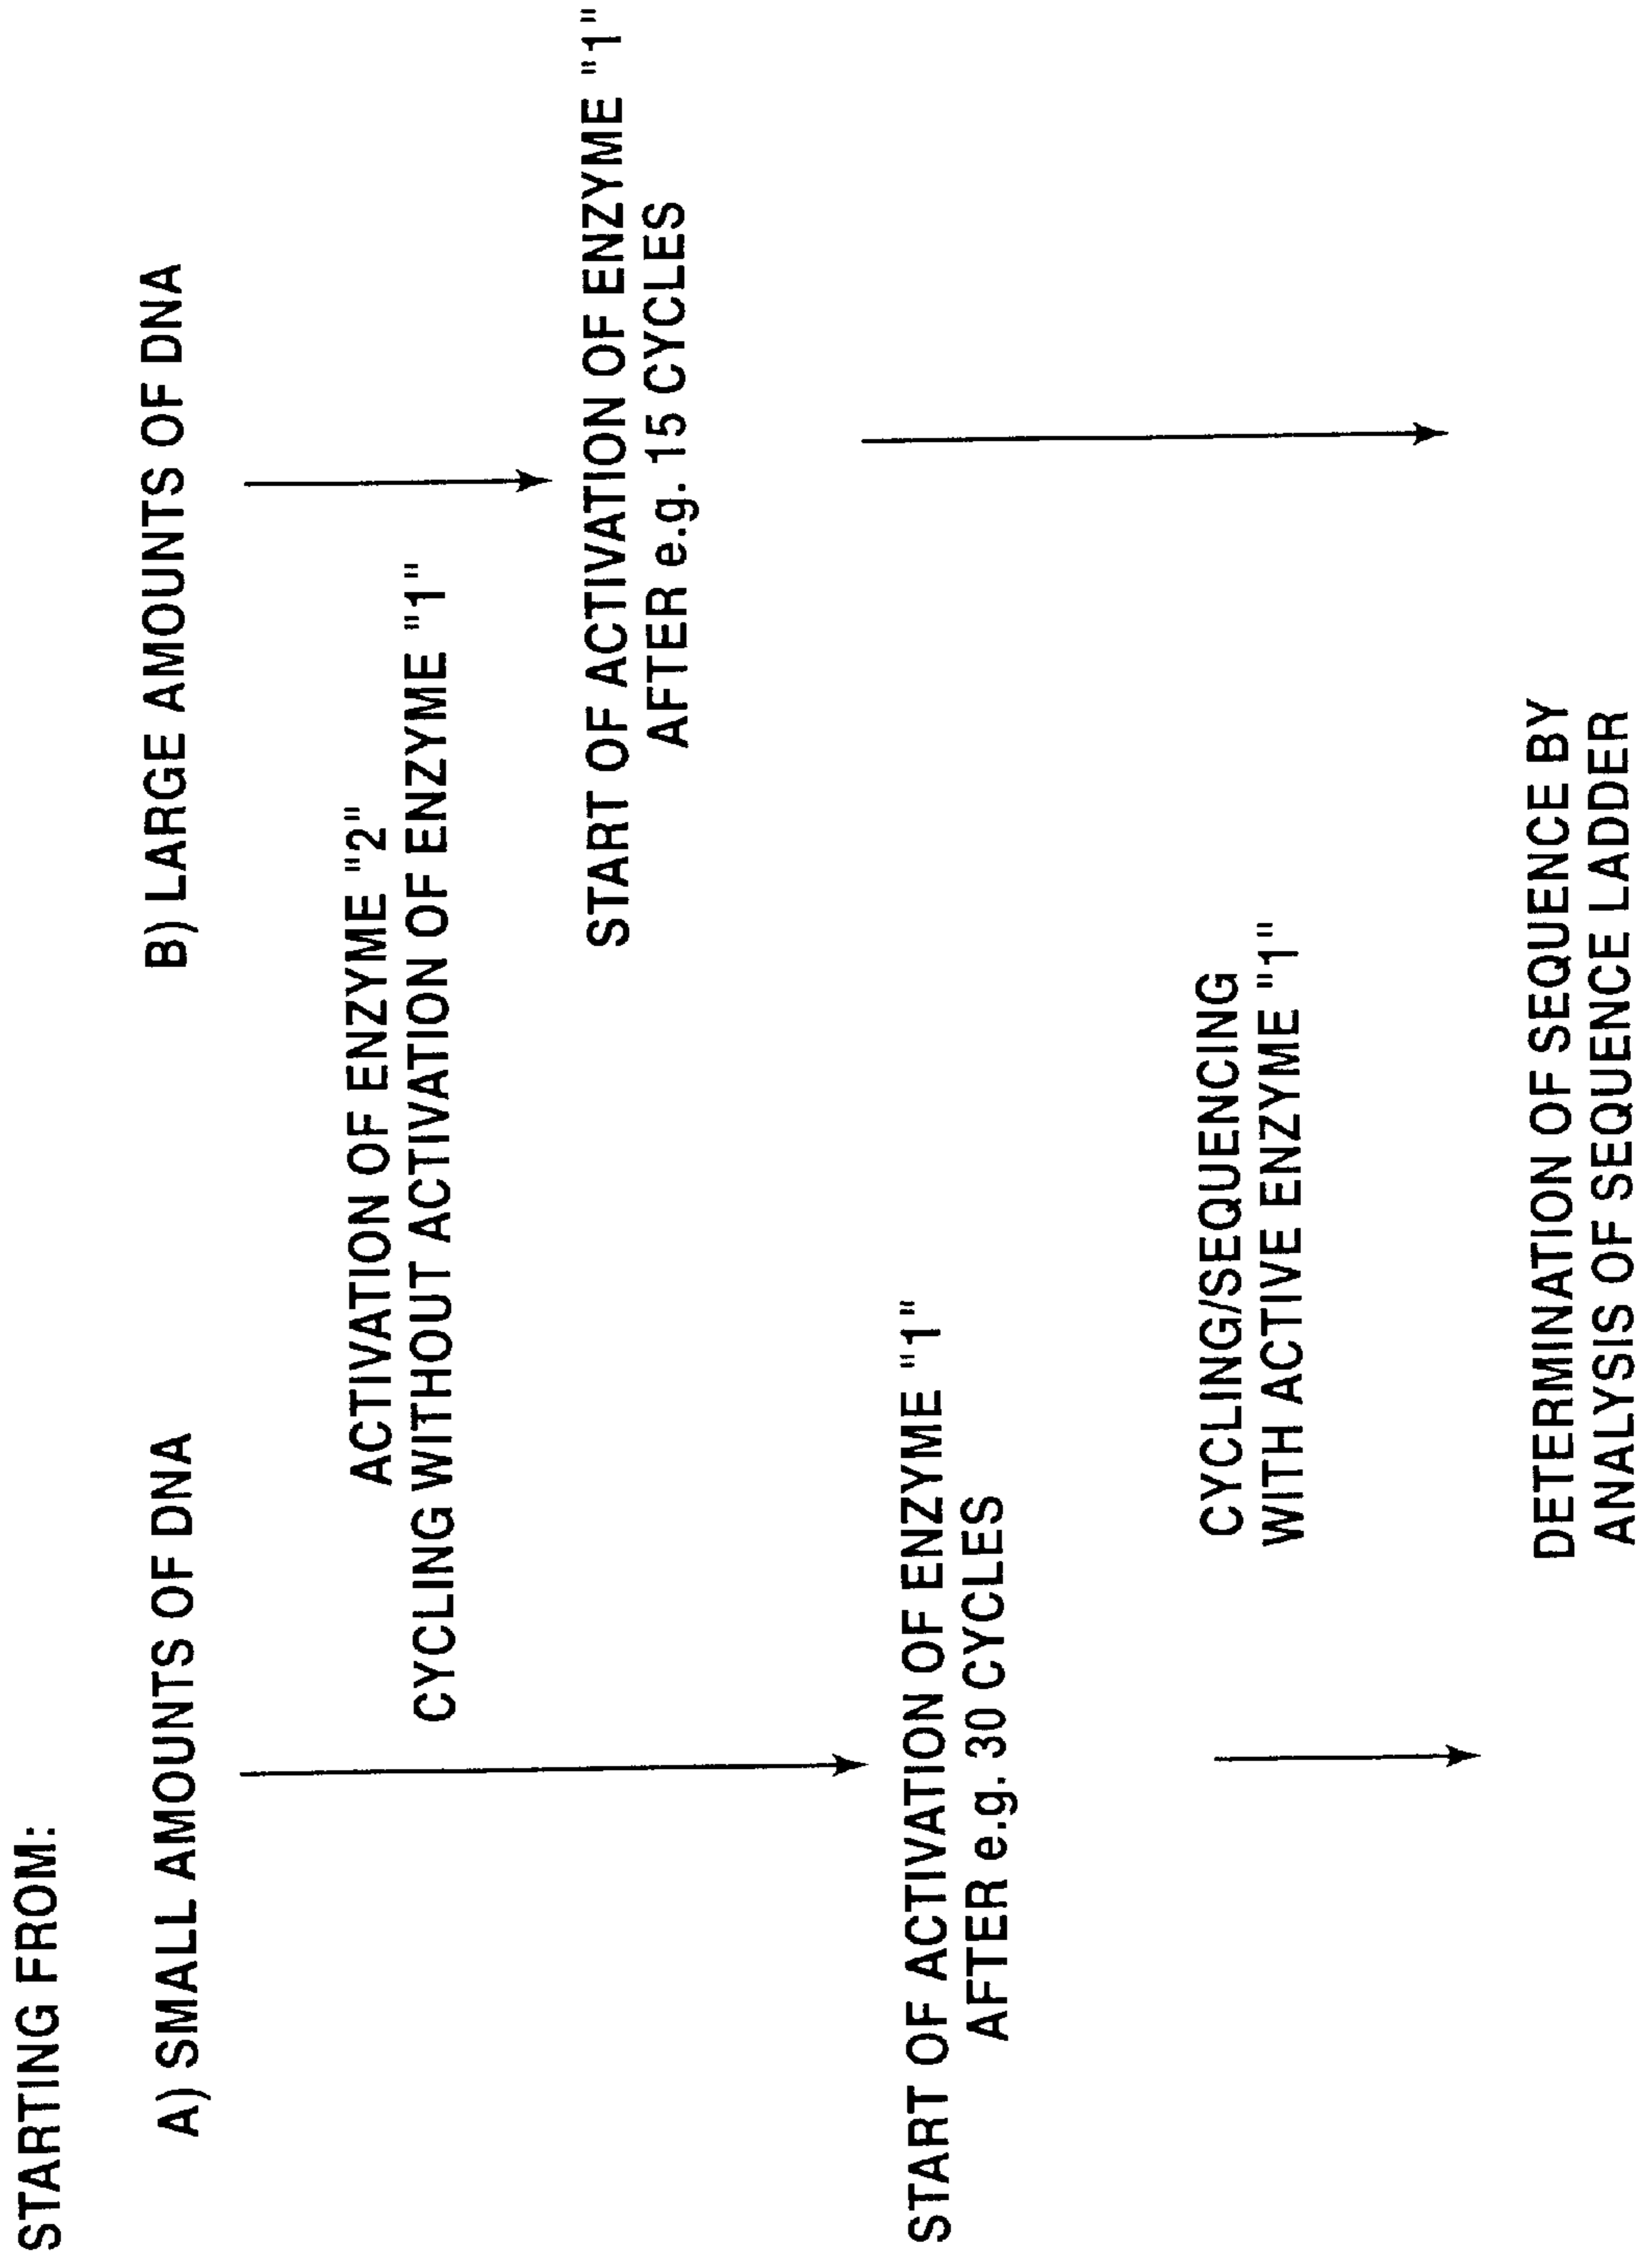 STARTING FROM:
A) SMALL AMOUNTS OF DNA
B) LARGE AMOUNTS OF DNA
ACTIVATION OF ENZYME "2"
CYCLING WITHOUT ACTIVATION OF ENZYME "1"
START OF ACTIVATION OF ENZYME "1"
AFTER e.g. 15 CYCLES
START OF ACTIVATION OF ENZYME "1"
AFTER e.g. 30 CYCLES
CYCLING/SEQUENCING
WITH ACTIVE ENZYME "1"
DETERMINATION OF SEQUENCE BY
ANALYSIS OF SEQUENCE LADDER